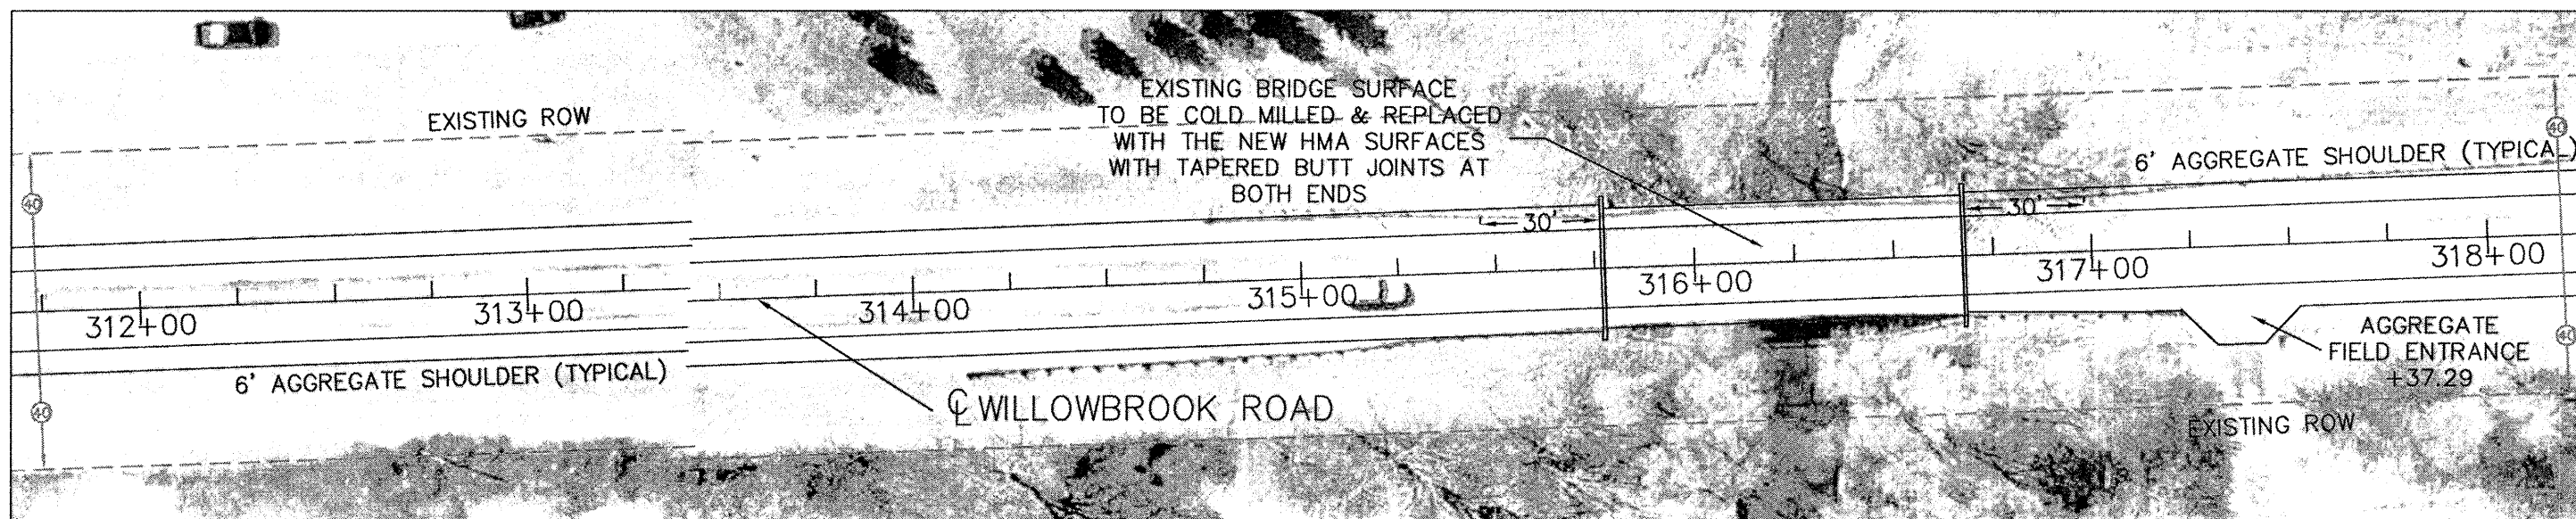 EXISTING ROW
EXISTING BRIDGE SURFACE
TO BE COLD MILLED & REPLACED
WITH THE NEW HMA SURFACES
WITH TAPERED BUTT JOINTS AT
BOTH ENDS
40
6' AGGREGATE SHOULDER (TYPICAL)
40
30'
30'
312+00
313+00
314+00
315+00
316+00
317+00
318+00
6' AGGREGATE SHOULDER (TYPICAL)
40
℄ WILLOWBROOK ROAD
AGGREGATE
FIELD ENTRANCE
+37.29
40
EXISTING ROW